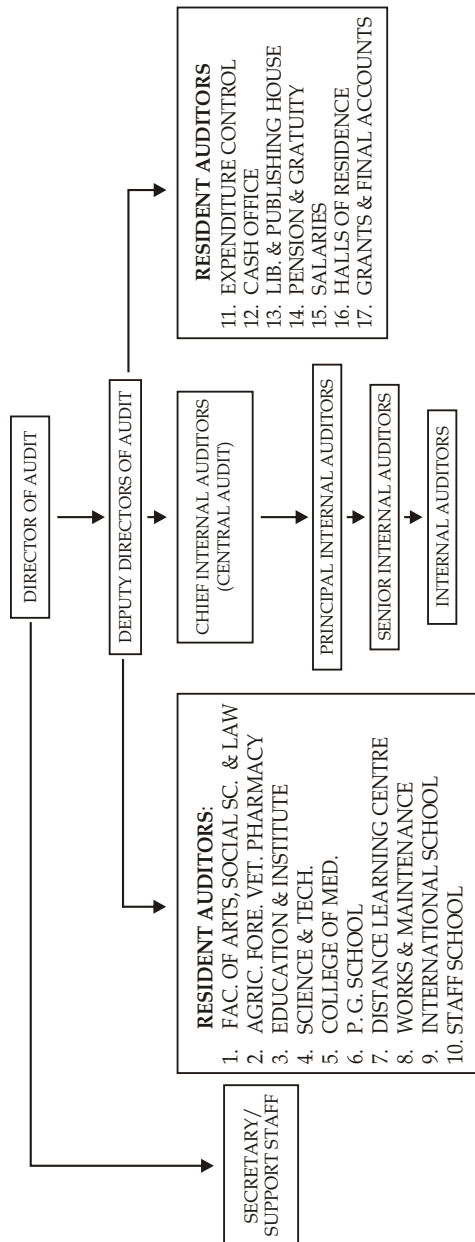 DIRECTOR OF AUDIT
DEPUTY DIRECTORS OF AUDIT
SECRETARY/
SUPPORT STAFF
RESIDENT AUDITORS:
1. FAC. OF ARTS, SOCIAL SC. & LAW
2. AGRIC. FORE. VET. PHARMACY
3. EDUCATION & INSTITUTE
4. SCIENCE & TECH.
5. COLLEGE OF MED.
6. P. G. SCHOOL
7. DISTANCE LEARNING CENTRE
8. WORKS & MAINTENANCE
9. INTERNATIONAL SCHOOL
10. STAFF SCHOOL
CHIEF INTERNAL AUDITORS
(CENTRAL AUDIT)
PRINCIPAL INTERNAL AUDITORS
SENIOR INTERNAL AUDITORS
INTERNAL AUDITORS
RESIDENT AUDITORS
11. EXPENDITURE CONTROL
12. CASH OFFICE
13. LIB. & PUBLISHING HOUSE
14. PENSION & GRATUITY
15. SALARIES
16. HALLS OF RESIDENCE
17. GRANTS & FINAL ACCOUNTS